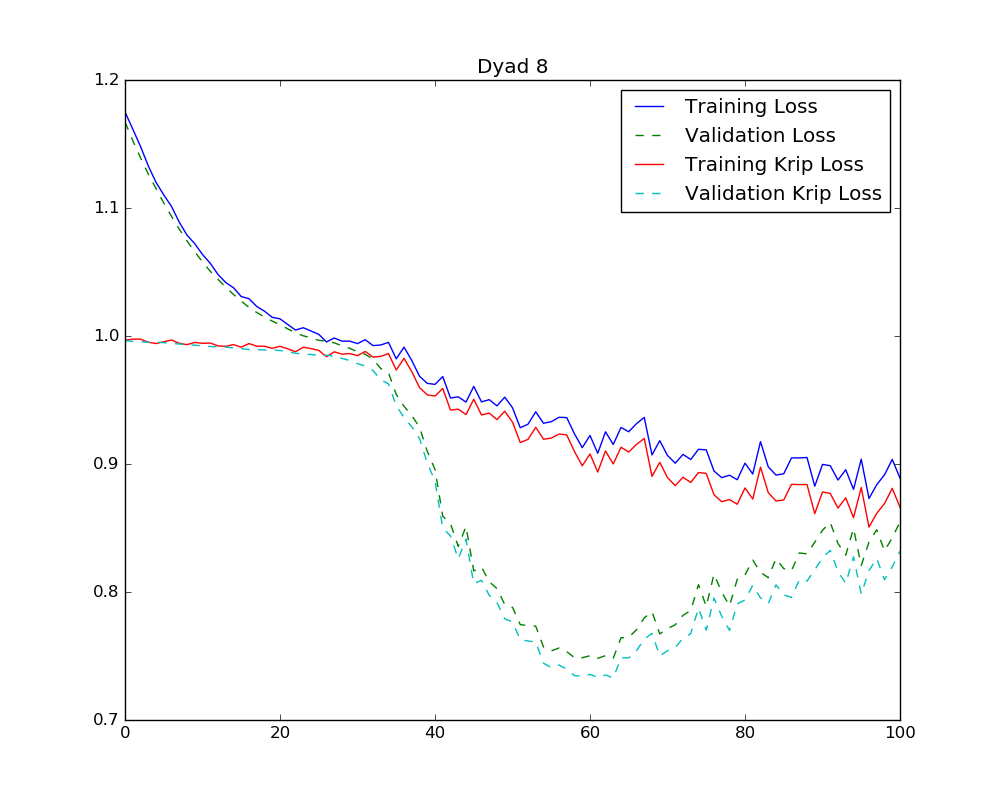 Dyad 8
1.2
1.1
1.0
0.9
0.8
0.7
0
20
40
60
80
100
Training Loss
Validation Loss
Training Krip Loss
Validation Krip Loss